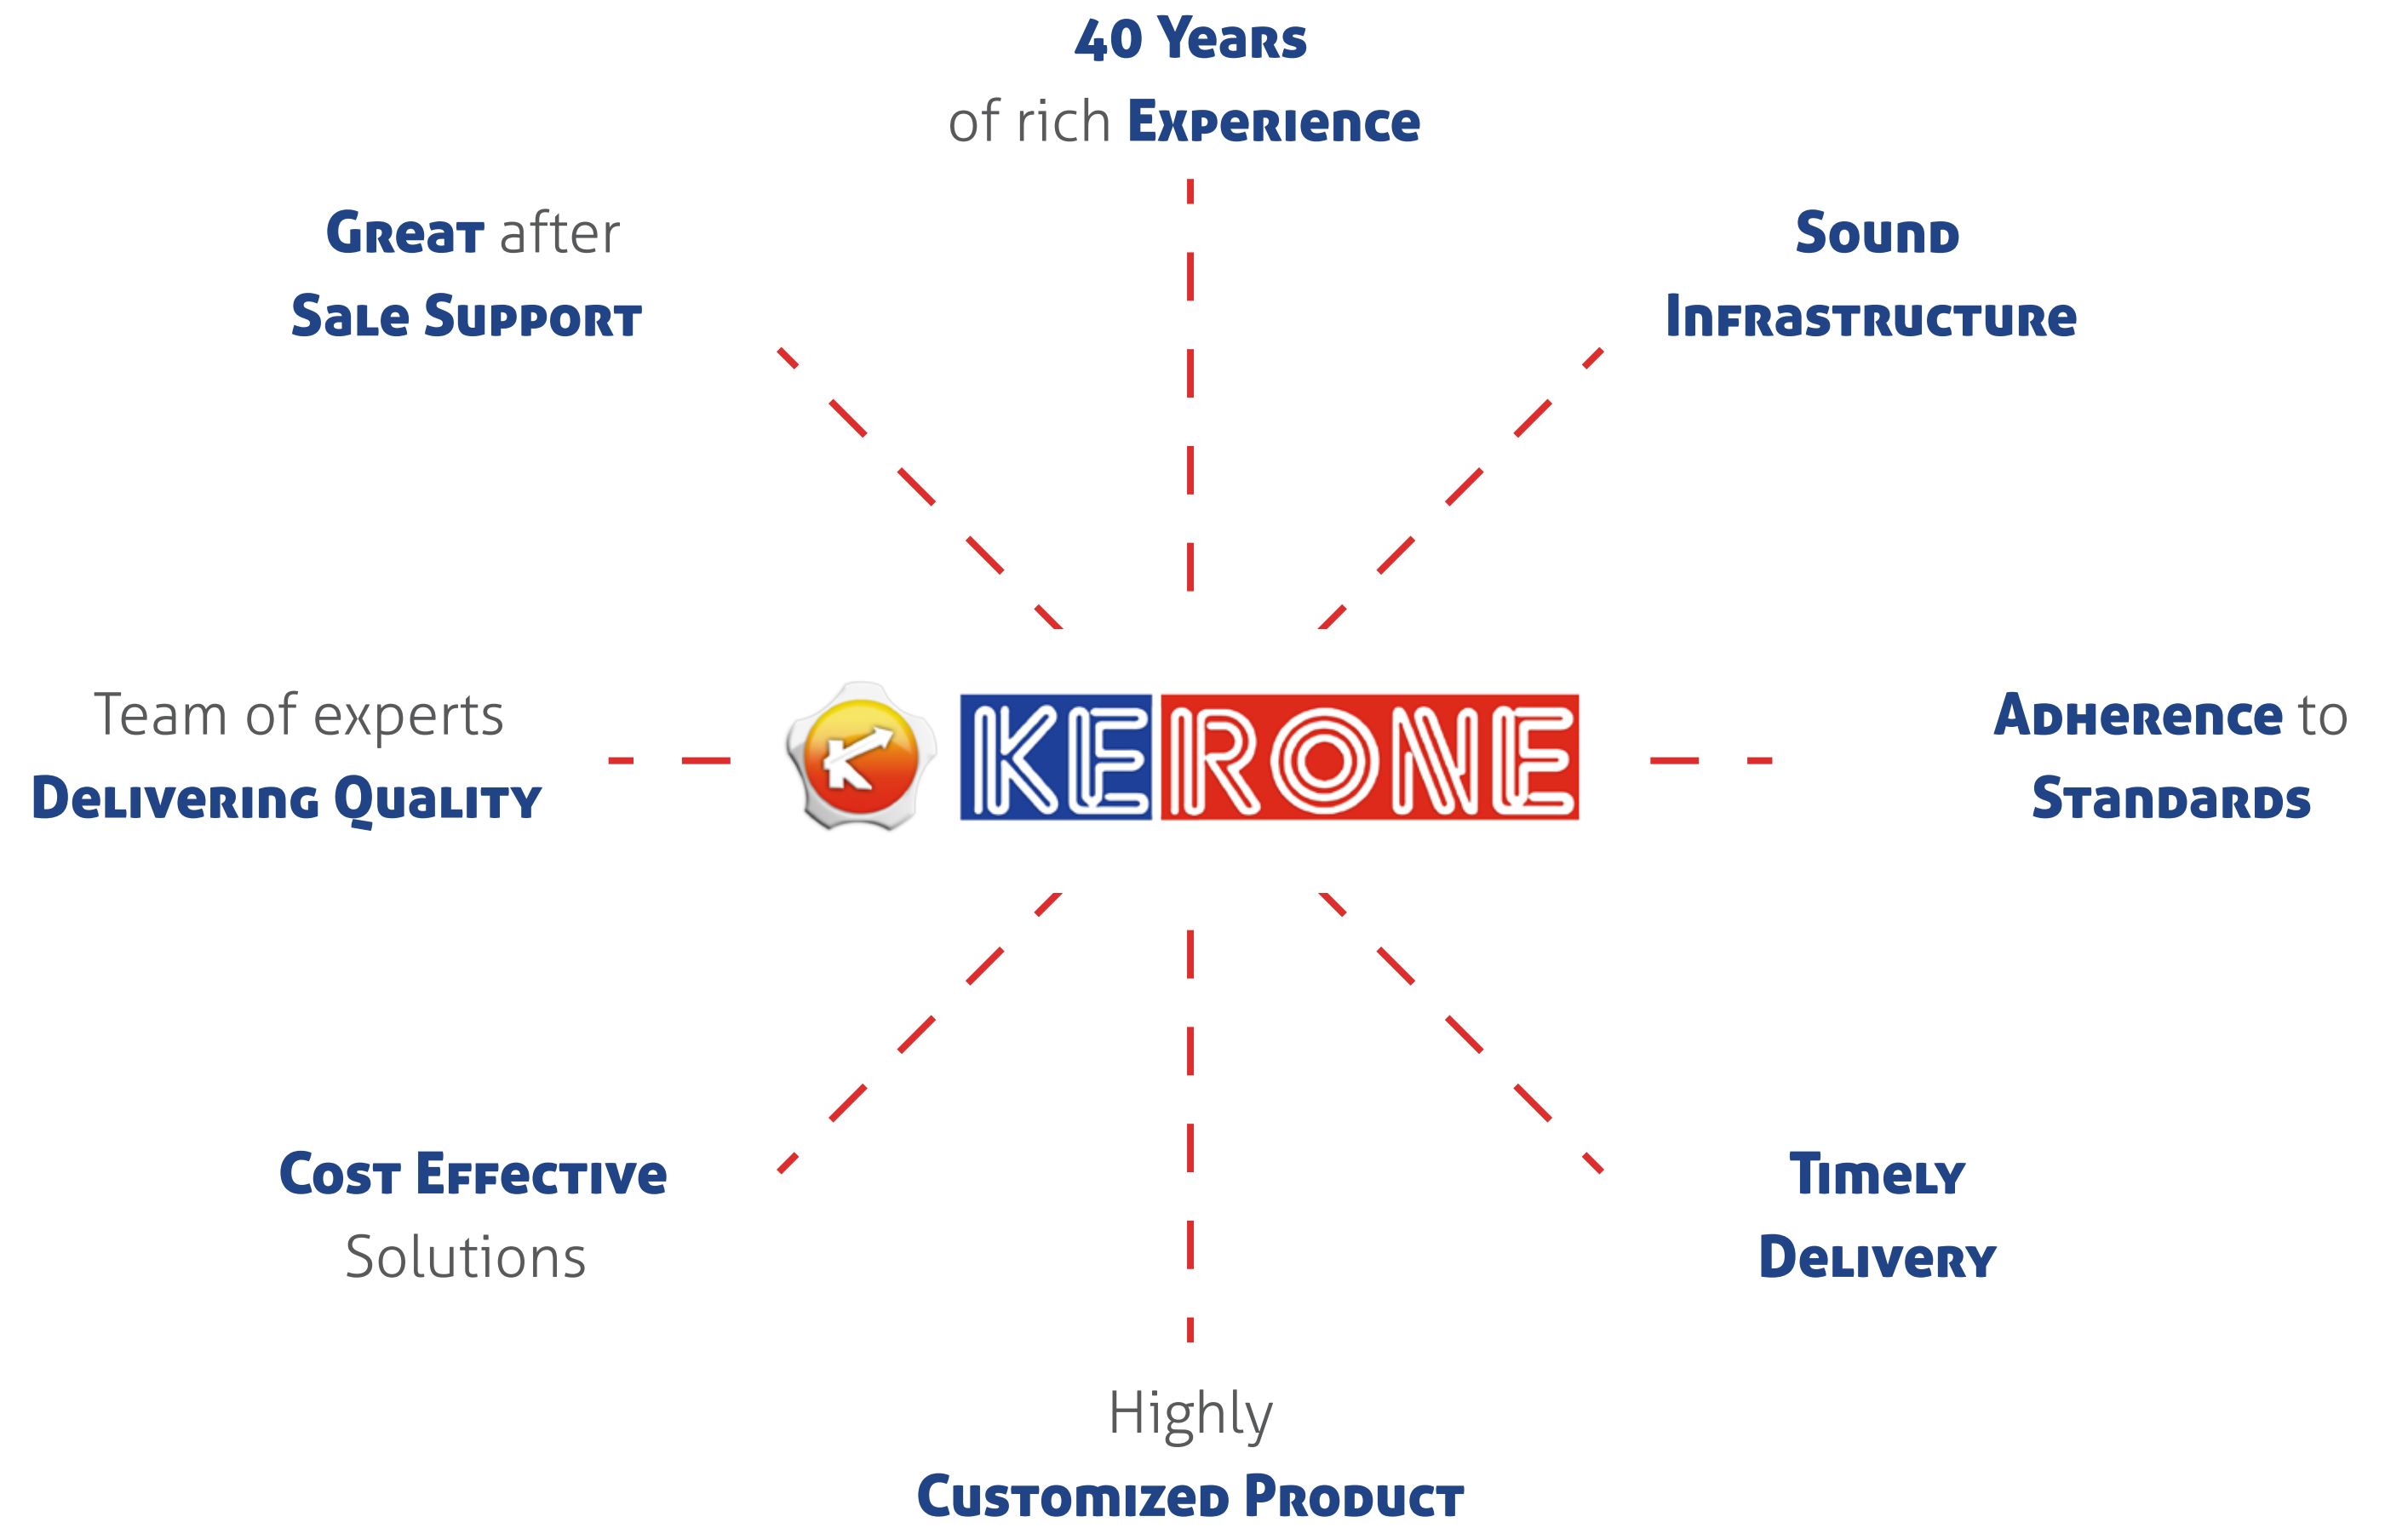 40 Years
of rich Experience
Great after
Sale Support
Sound
Infrastructure
Team of experts
Delivering Quality
K KERONE
Adherence to
Standards
Cost Effective
Solutions
Timely
Delivery
Highly
Customized Product